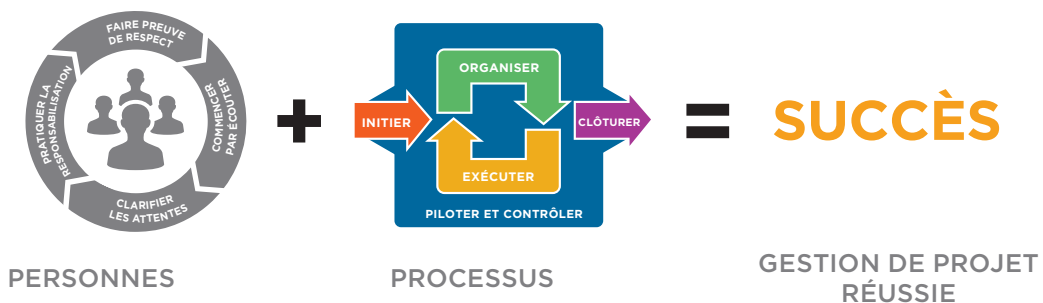 FAIRE PREUVE
DE RESPECT
COMMENCER
PAR ÉCOUTER
CLARIFIER
LES ATTENTES
PRATIQUER LA
RESPONSABILISATION
+
INITIER
ORGANISER
EXÉCUTER
CLÔTURER
PILOTER ET CONTRÔLER
=
SUCCÈS
PERSONNES
PROCESSUS
GESTION DE PROJET
RÉUSSIE